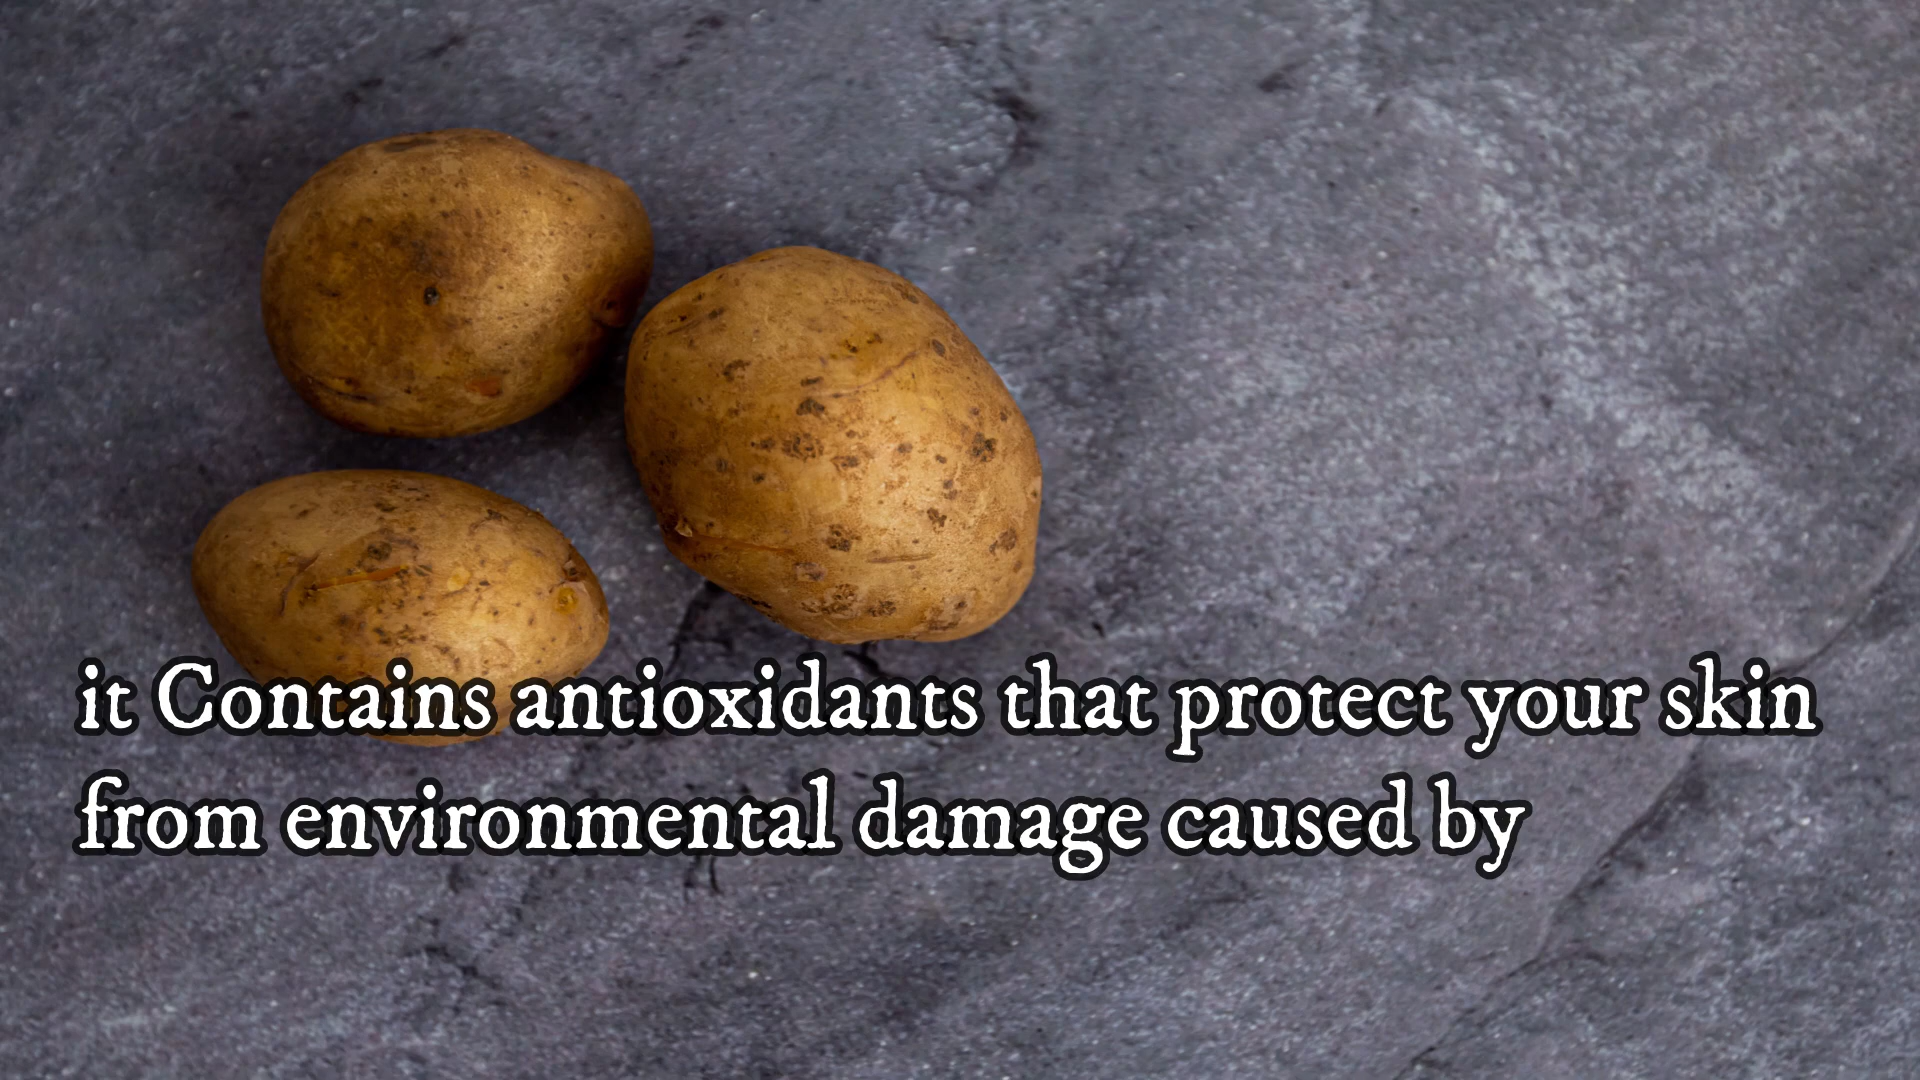 it Contains antioxidants that protect your skin
from environmental damage caused by